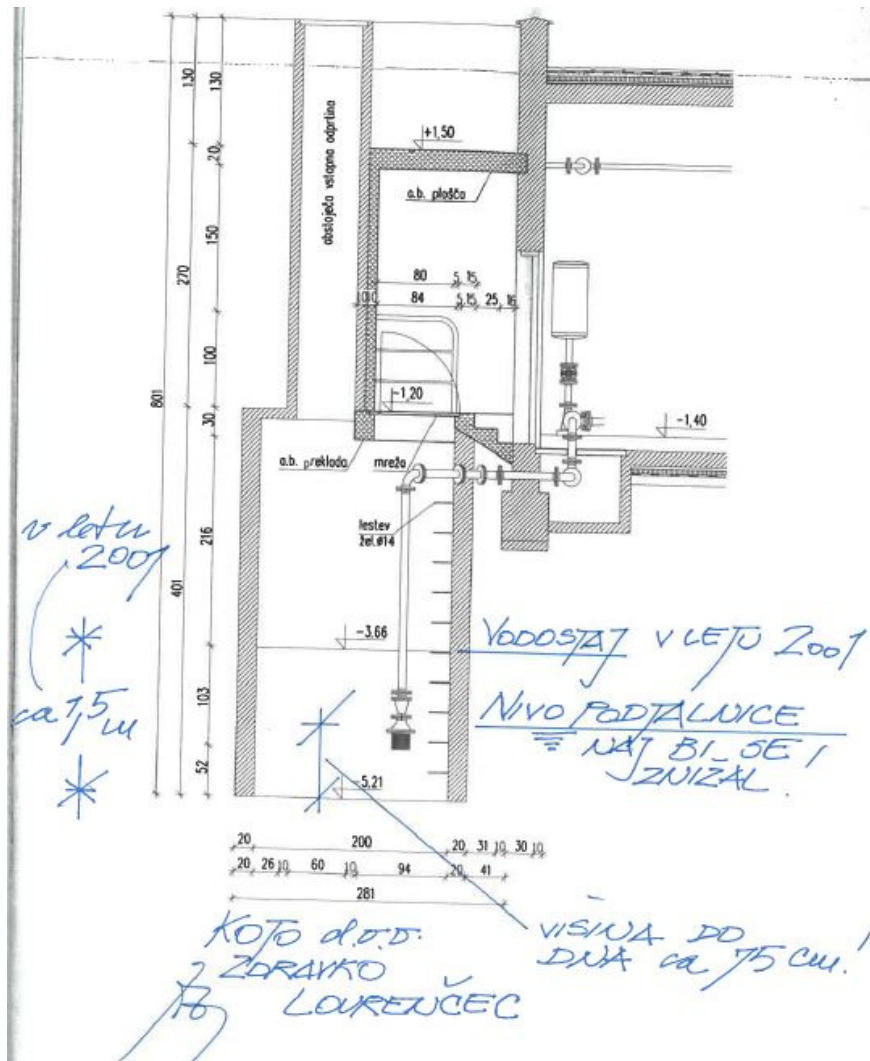 130
130
20
150
270
100
801
30
216
401
103
52
obstoječa vstopna odprtina
+1,50
a.b. plošča
80 5 15
10 10 84 5 15 25 16
-1,20
-1,40
a.b. preklada
mreža
lestev
žel.ø14
-3.66
-5.21
20 200 20 31 10 30 10
20 26 10 60 10 94 20 41
281
v letu
2001
ca 1,5 m
VODOSTAJ V LETU 2001
NIVO PODTALNICE
NAJ BI SE
ZNIŽAL.
VIŠINA DO
DNA ca 75 cm!
KOTO d.o.o.
ZDRAVKO
LOVRENČEC